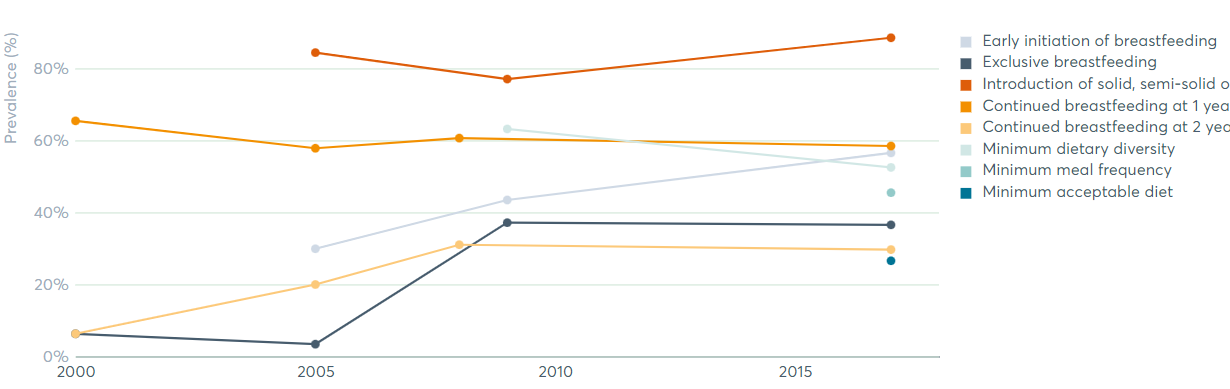 Prevalence (%)
80%
60%
40%
20%
0%
2000
2005
2010
2015
Early initiation of breastfeeding
Exclusive breastfeeding
Introduction of solid, semi-solid o
Continued breastfeeding at 1 yea
Continued breastfeeding at 2 yea
Minimum dietary diversity
Minimum meal frequency
Minimum acceptable diet